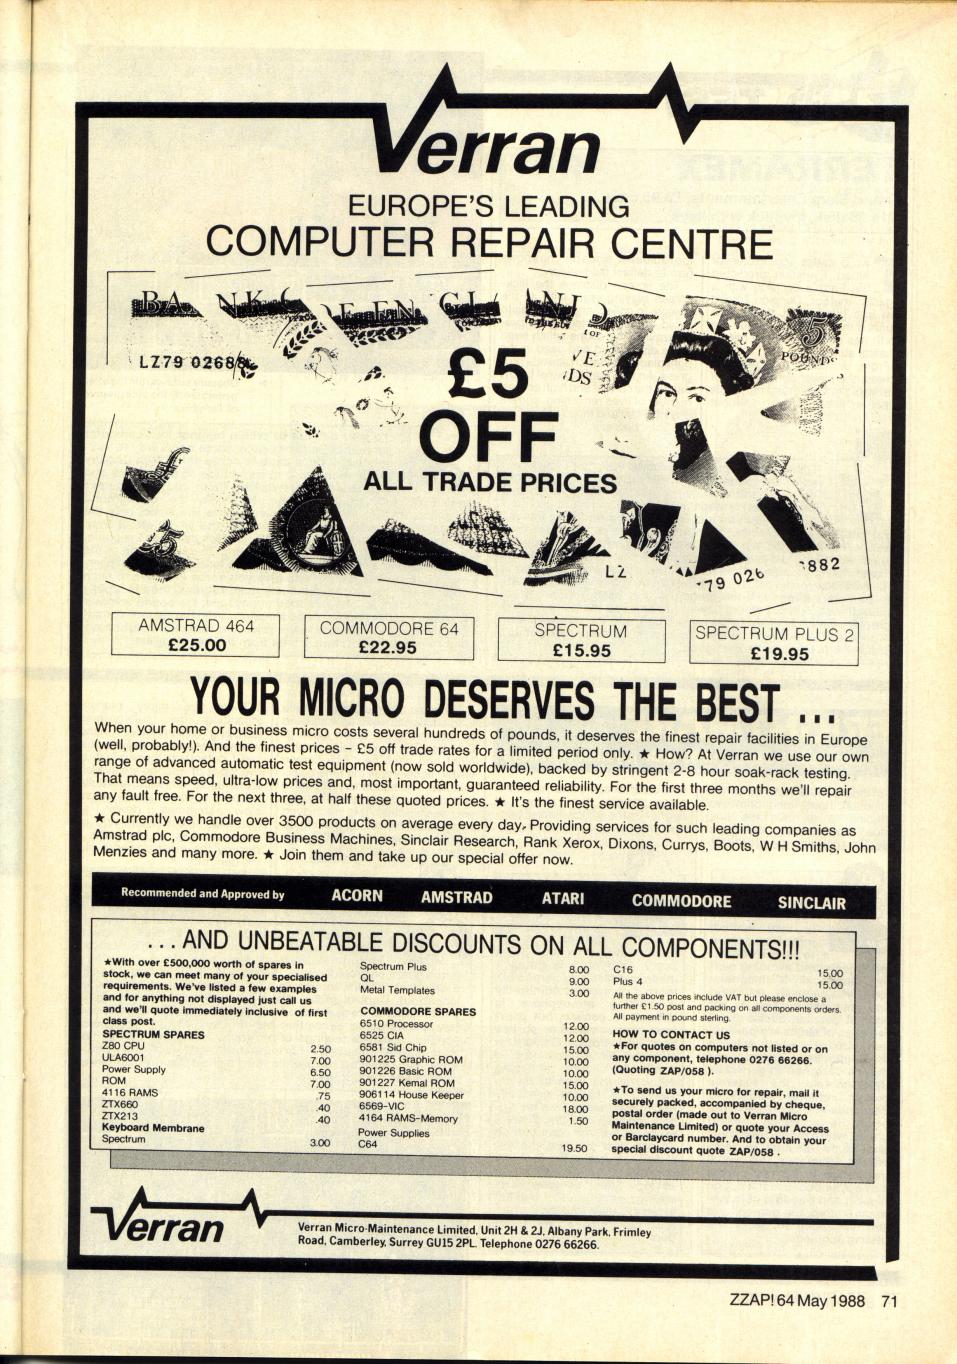 Verran
EUROPE'S LEADING
COMPUTER REPAIR CENTRE
BA NK OF EN GLAND
LZ79 02688
1 OF
VE
DS
5
POUND
£5
OFF
ALL TRADE PRICES
£5
LZ
79 026
882
AMSTRAD 464
£25.00
COMMODORE 64
£22.95
SPECTRUM
£15.95
SPECTRUM PLUS 2
£19.95
YOUR MICRO DESERVES THE BEST ...
When your home or business micro costs several hundreds of pounds, it deserves the finest repair facilities in Europe
(well, probably!). And the finest prices – £5 off trade rates for a limited period only. ★ How? At Verran we use our own
range of advanced automatic test equipment (now sold worldwide), backed by stringent 2-8 hour soak-rack testing.
That means speed, ultra-low prices and, most important, guaranteed reliability. For the first three months we'll repair
any fault free. For the next three, at half these quoted prices. ★ It's the finest service available.
★ Currently we handle over 3500 products on average every day. Providing services for such leading companies as
Amstrad plc, Commodore Business Machines, Sinclair Research, Rank Xerox, Dixons, Currys, Boots, W H Smiths, John
Menzies and many more. ★ Join them and take up our special offer now.
Recommended and Approved by ACORN AMSTRAD ATARI COMMODORE SINCLAIR
...AND UNBEATABLE DISCOUNTS ON ALL COMPONENTS!!!
★With over £500,000 worth of spares in
stock, we can meet many of your specialised
requirements. We've listed a few examples
and for anything not displayed just call us
and we'll quote immediately inclusive of first
class post.
SPECTRUM SPARES
Z80 CPU 2.50
ULA6001 7.00
Power Supply 6.50
ROM 7.00
4116 RAMS .75
ZTX660 .40
ZTX213 .40
Keyboard Membrane
Spectrum 3.00
Spectrum Plus 8.00
QL 9.00
Metal Templates 3.00
COMMODORE SPARES
6510 Processor 12.00
6525 CIA 12.00
6581 Sid Chip 15.00
901225 Graphic ROM 10.00
901226 Basic ROM 10.00
901227 Kernal ROM 15.00
906114 House Keeper 10.00
6569-VIC 18.00
4164 RAMS-Memory 1.50
Power Supplies
C64 19.50
C16 15.00
Plus 4 15.00
All the above prices include VAT but please enclose a
further £1.50 post and packing on all components orders.
All payment in pound sterling.
HOW TO CONTACT US
★For quotes on computers not listed or on
any component, telephone 0276 66266.
(Quoting ZAP/058 ).
★To send us your micro for repair, mail it
securely packed, accompanied by cheque,
postal order (made out to Verran Micro
Maintenance Limited) or quote your Access
or Barclaycard number. And to obtain your
special discount quote ZAP/058 .
Verran
Verran Micro-Maintenance Limited, Unit 2H & 2J, Albany Park, Frimley
Road, Camberley, Surrey GU15 2PL. Telephone 0276 66266.
ZZAP! 64 May 1988 71